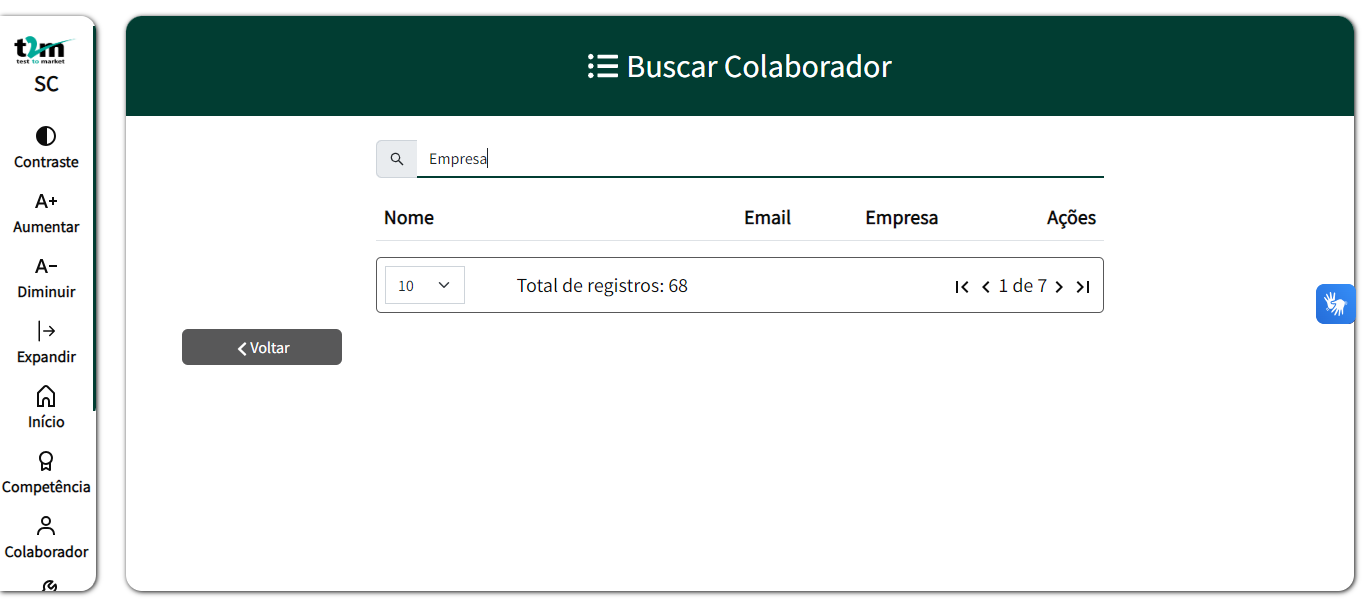 t2m
test to market
SC
Contraste
A+
Aumentar
A-
Diminuir
Expandir
Início
Competência
Colaborador
Buscar Colaborador
Empresa
Nome Email Empresa Ações
10 Total de registros: 68 1 de 7
Voltar